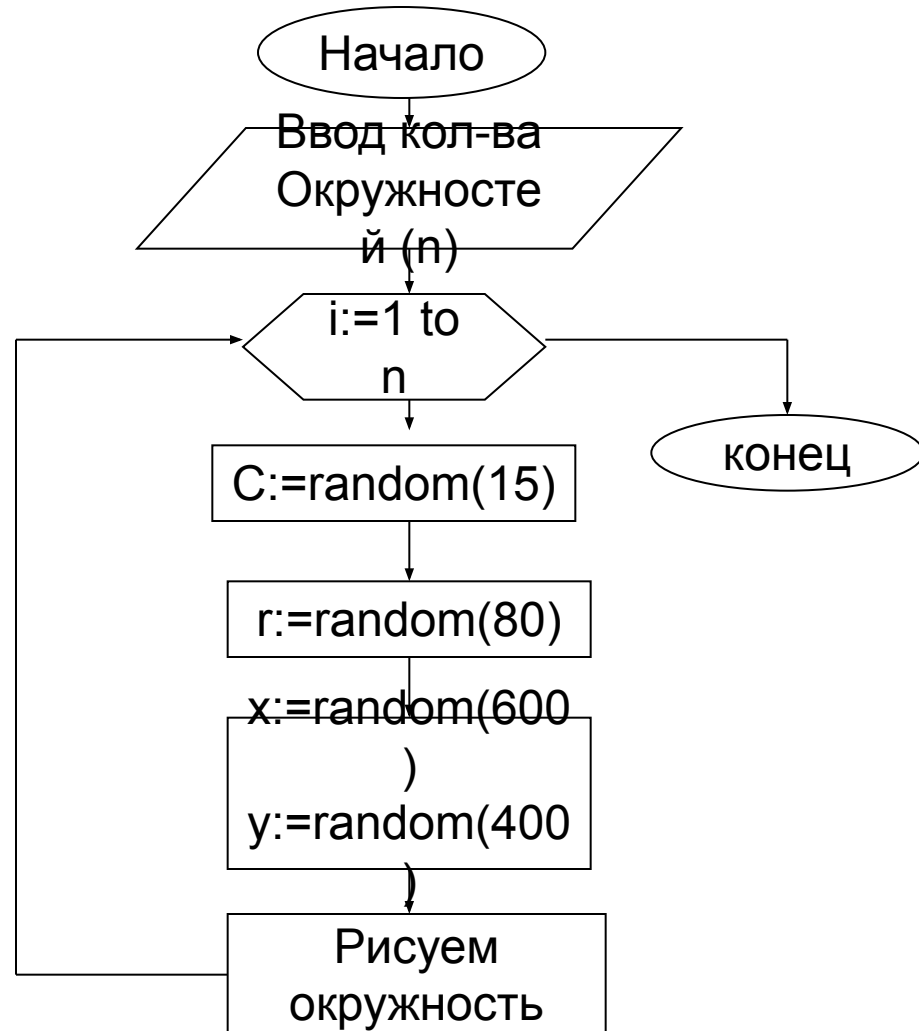 Начало
Ввод кол-ва
Окружносте
й (n)
i:=1 to
n
конец
C:=random(15)
r:=random(80)
x:=random(600
)
y:=random(400
)
Рисуем
окружность